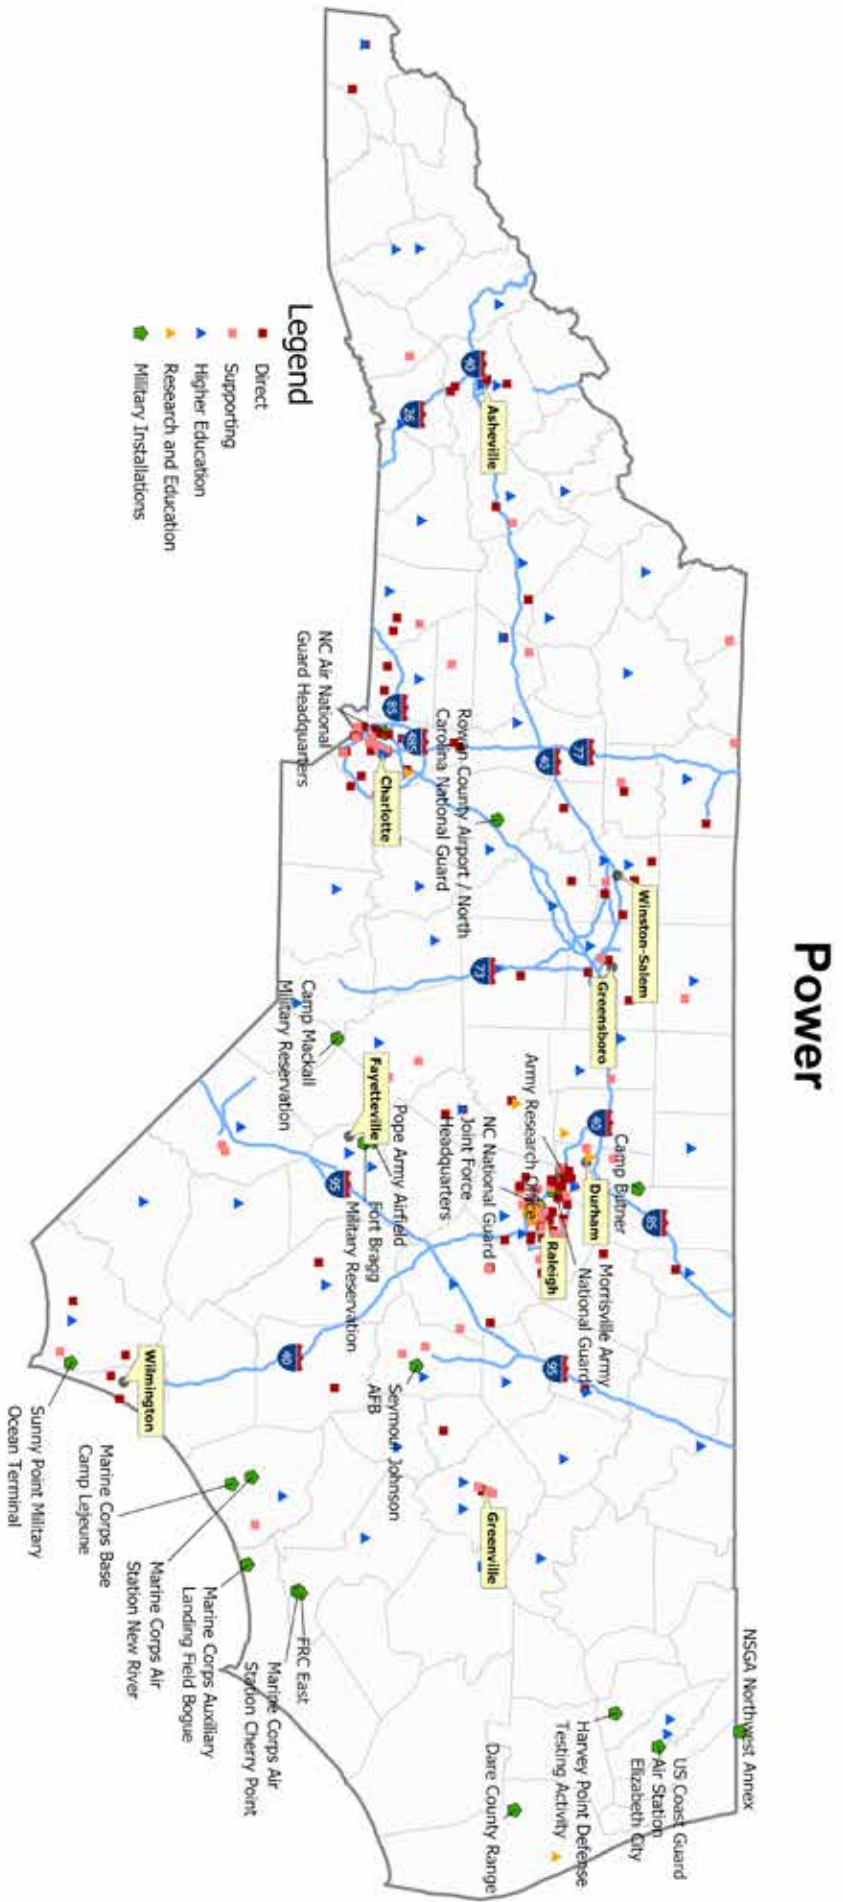 Power
Legend
Direct
Supporting
Higher Education
Research and Education
Military Installations
40
26
Asheville
NC Air National
Guard Headquarters
85
485
Charlotte
Rowan County Airport / North
Carolina National Guard
77
40
Winston-Salem
Greensboro
73
Camp Mackall
Military Reservation
Fayetteville
Pope Army Airfield
Fort Bragg
Military Reservation
95
Army Research Office
NC National Guard
Joint Force
Headquarters
40
Camp Butner
Durham
85
Raleigh
Morrisville Army
National Guard
95
40
Seymour Johnson
AFB
Wilmington
Sunny Point Military
Ocean Terminal
Marine Corps Base
Camp Lejeune
Marine Corps Air
Station New River
Marine Corps Auxiliary
Landing Field Bogue
FRC East
Marine Corps Air
Station Cherry Point
Greenville
NSGA Northwest Annex
US Coast Guard
Air Station
Elizabeth City
Harvey Point Defense
Testing Activity
Dare County Range